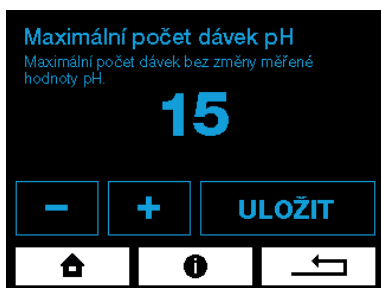 Maximální počet dávek pH
Maximální počet dávek bez změny měřené
hodnoty pH.
15
− + ULOŽIT